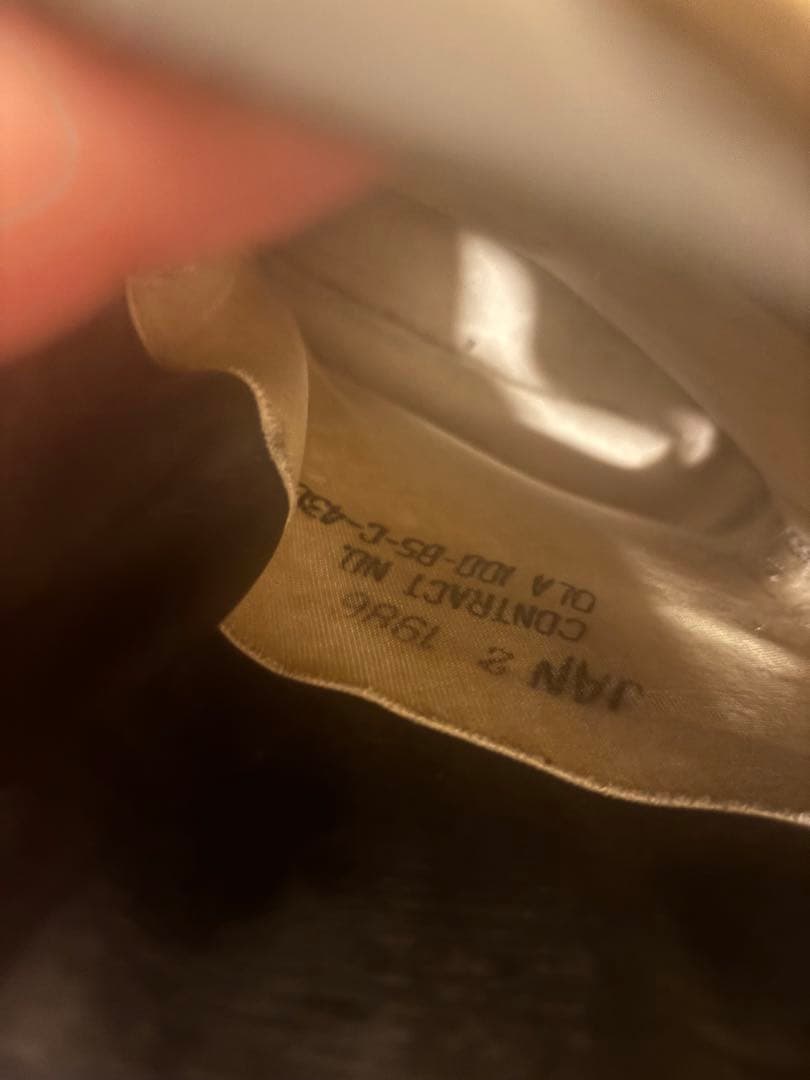 JAN 2 1986
CONTRACT NO.
DLA 100-85-C-43